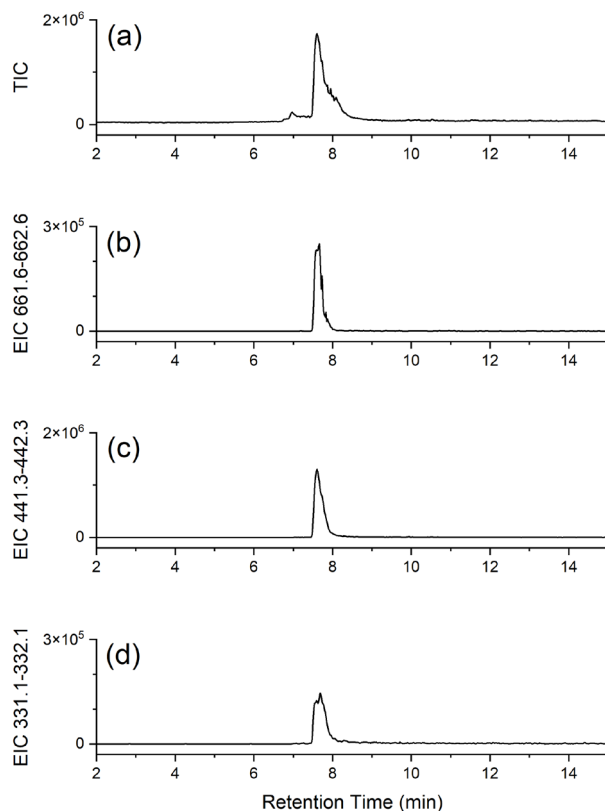 2×10⁶
(a)
TIC
0
2 4 6 8 10 12 14
3×10⁵
(b)
EIC 661.6-662.6
0
2 4 6 8 10 12 14
2×10⁶
(c)
EIC 441.3-442.3
0
2 4 6 8 10 12 14
3×10⁵
(d)
EIC 331.1-332.1
0
2 4 6 8 10 12 14
Retention Time (min)